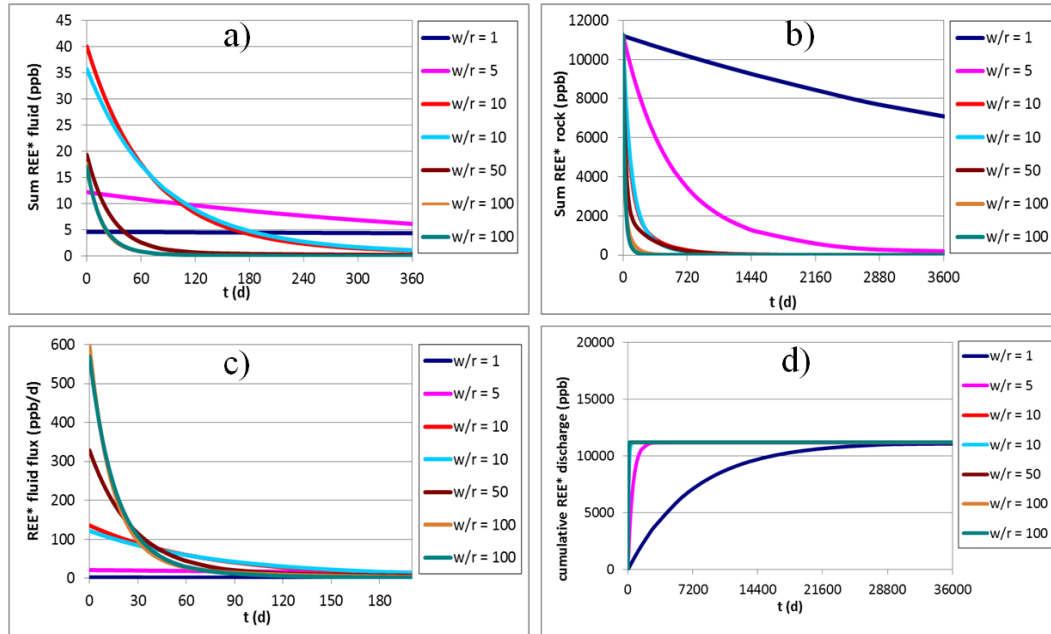 a)
Sum REE* fluid (ppb)
45
40
35
30
25
20
15
10
5
0
0 60 120 180 240 300 360
t (d)
w/r = 1
w/r = 5
w/r = 10
w/r = 10
w/r = 50
w/r = 100
w/r = 100
b)
Sum REE* rock (ppb)
12000
10000
8000
6000
4000
2000
0
0 720 1440 2160 2880 3600
t (d)
w/r = 1
w/r = 5
w/r = 10
w/r = 10
w/r = 50
w/r = 100
w/r = 100
c)
REE* fluid flux (ppb/d)
600
500
400
300
200
100
0
0 30 60 90 120 150 180
t (d)
w/r = 1
w/r = 5
w/r = 10
w/r = 10
w/r = 50
w/r = 100
w/r = 100
d)
cumulative REE* discharge (ppb)
20000
15000
10000
5000
0
0 7200 14400 21600 28800 36000
t (d)
w/r = 1
w/r = 5
w/r = 10
w/r = 10
w/r = 50
w/r = 100
w/r = 100